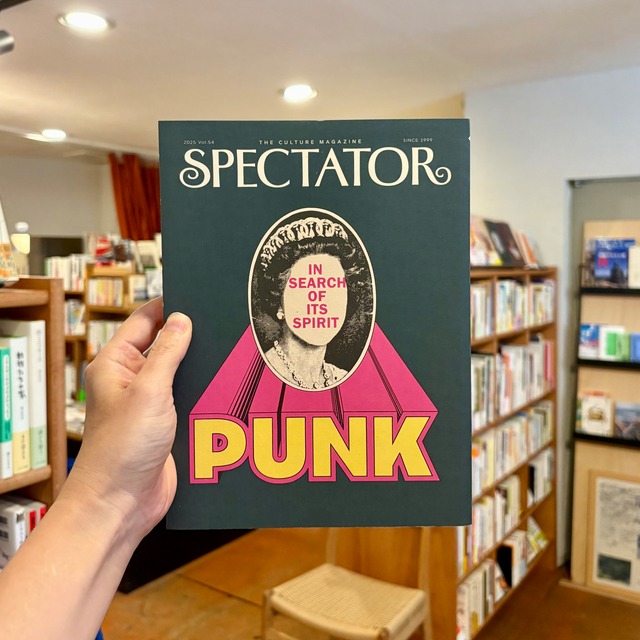 2025 Vol.54
THE CULTURE MAGAZINE
SINCE 1999
SPECTATOR
IN
SEARCH
OF
ITS
SPIRIT
PUNK